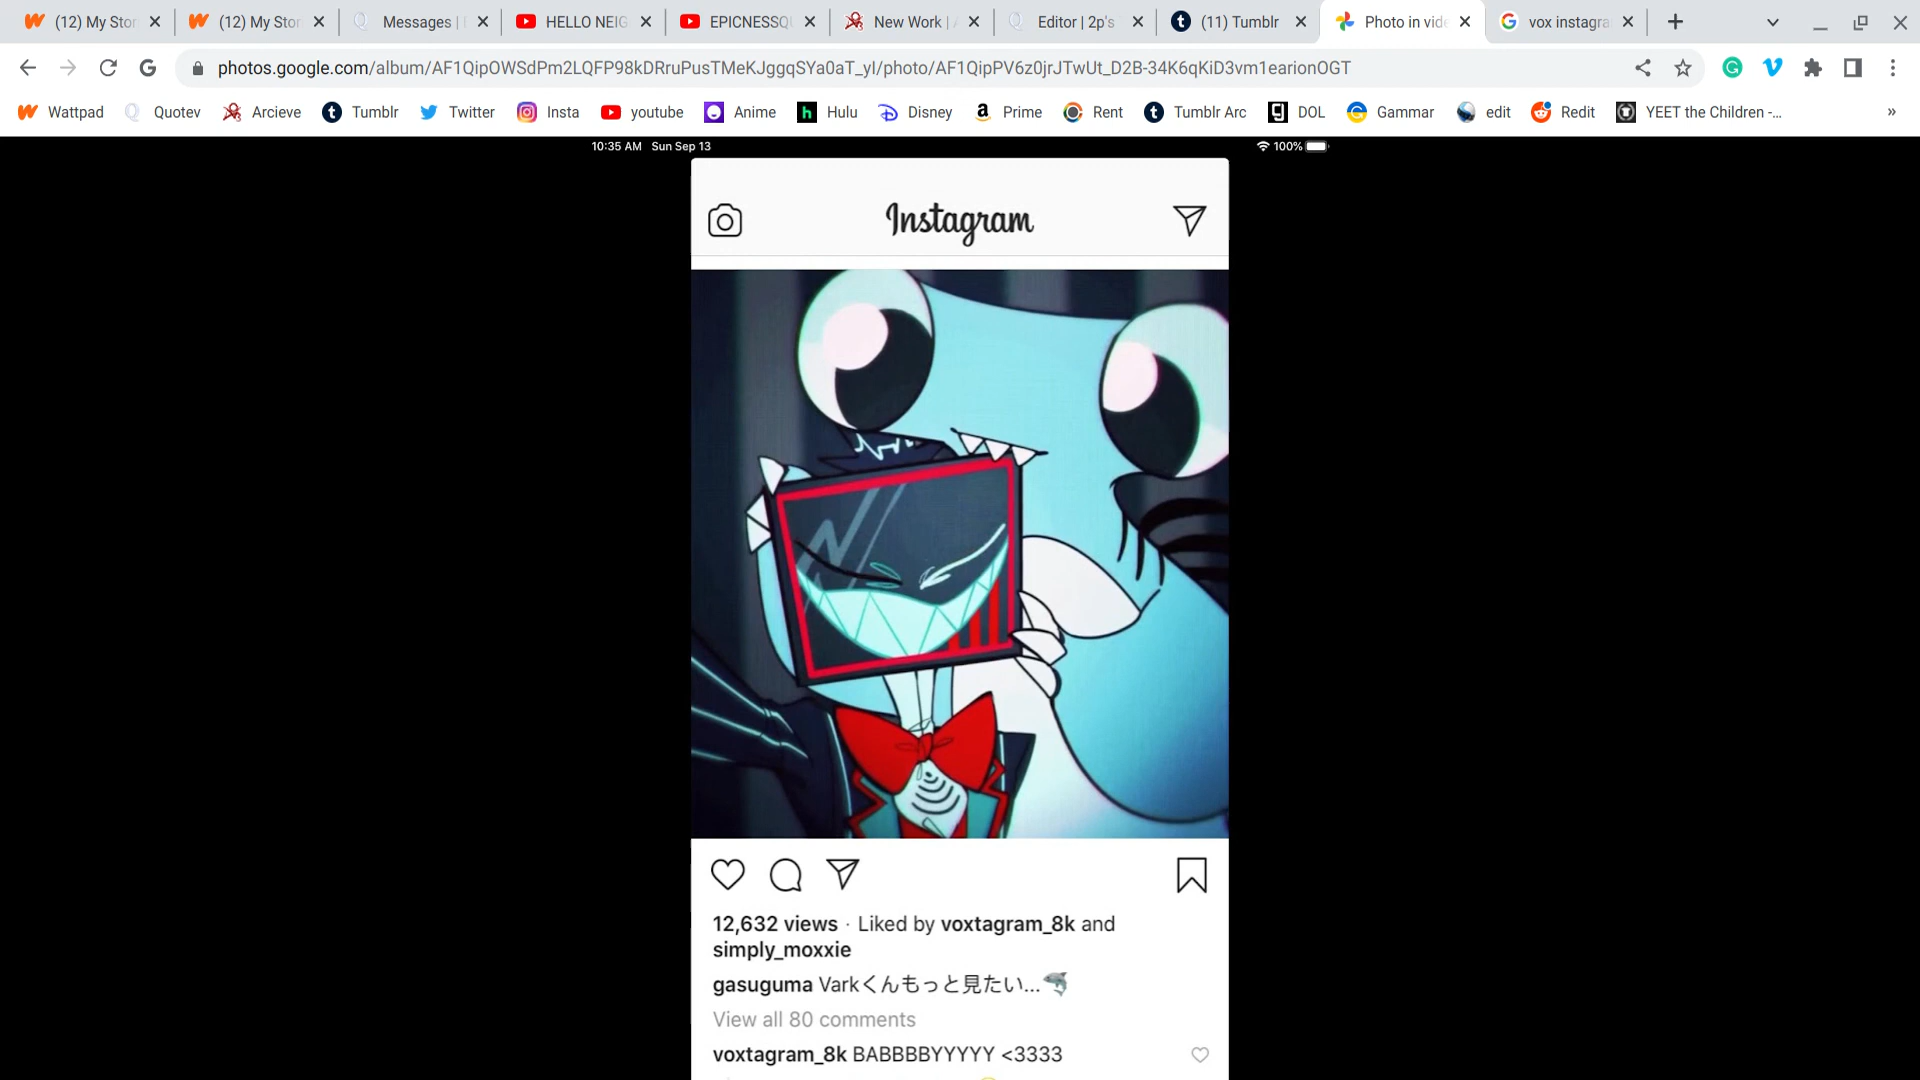 (12) My Stor
(12) My Stor
Messages |
HELLO NEIG
EPICNESSQ
New Work |
Editor | 2p's
(11) Tumblr
Photo in vide
vox instagra
photos.google.com/album/AF1QipOWSdPm2LQFP98kDRruPusTMeKJggqSYa0aT_yI/photo/AF1QipPV6z0jrJTwUt_D2B-34K6qKiD3vm1earionOGT
Wattpad
Quotev
Arcieve
Tumblr
Twitter
Insta
youtube
Anime
Hulu
Disney
Prime
Rent
Tumblr Arc
DOL
Gammar
edit
Redit
YEET the Children -...
10:35 AM Sun Sep 13
100%
Instagram
12,632 views · Liked by voxtagram_8k and
simply_moxxie
gasuguma Varkくんもっと見たい...🦈
View all 80 comments
voxtagram_8k BABBBBYYYYY <3333